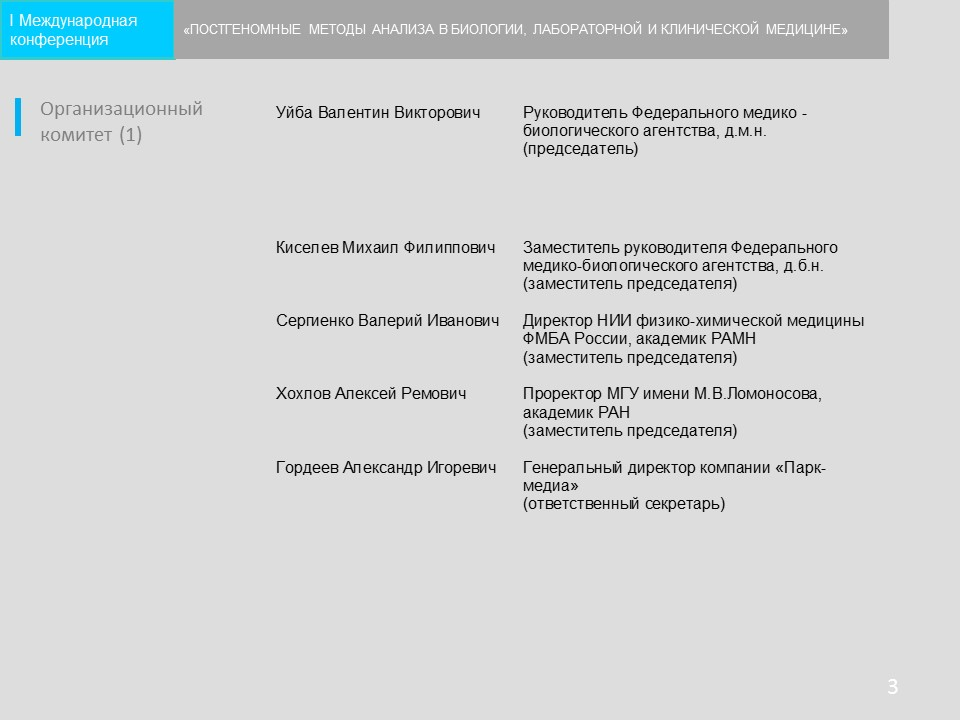 I Международная
конференция
«ПОСТГЕНОМНЫЕ МЕТОДЫ АНАЛИЗА В БИОЛОГИИ, ЛАБОРАТОРНОЙ И КЛИНИЧЕСКОЙ МЕДИЦИНЕ»
Организационный
комитет (1)
Уйба Валентин Викторович
Руководитель Федерального медико -
биологического агентства, д.м.н.
(председатель)
Киселев Михаил Филиппович
Заместитель руководителя Федерального
медико-биологического агентства, д.б.н.
(заместитель председателя)
Сергиенко Валерий Иванович
Директор НИИ физико-химической медицины
ФМБА России, академик РАМН
(заместитель председателя)
Хохлов Алексей Ремович
Проректор МГУ имени М.В.Ломоносова,
академик РАН
(заместитель председателя)
Гордеев Александр Игоревич
Генеральный директор компании «Парк-
медиа»
(ответственный секретарь)
3